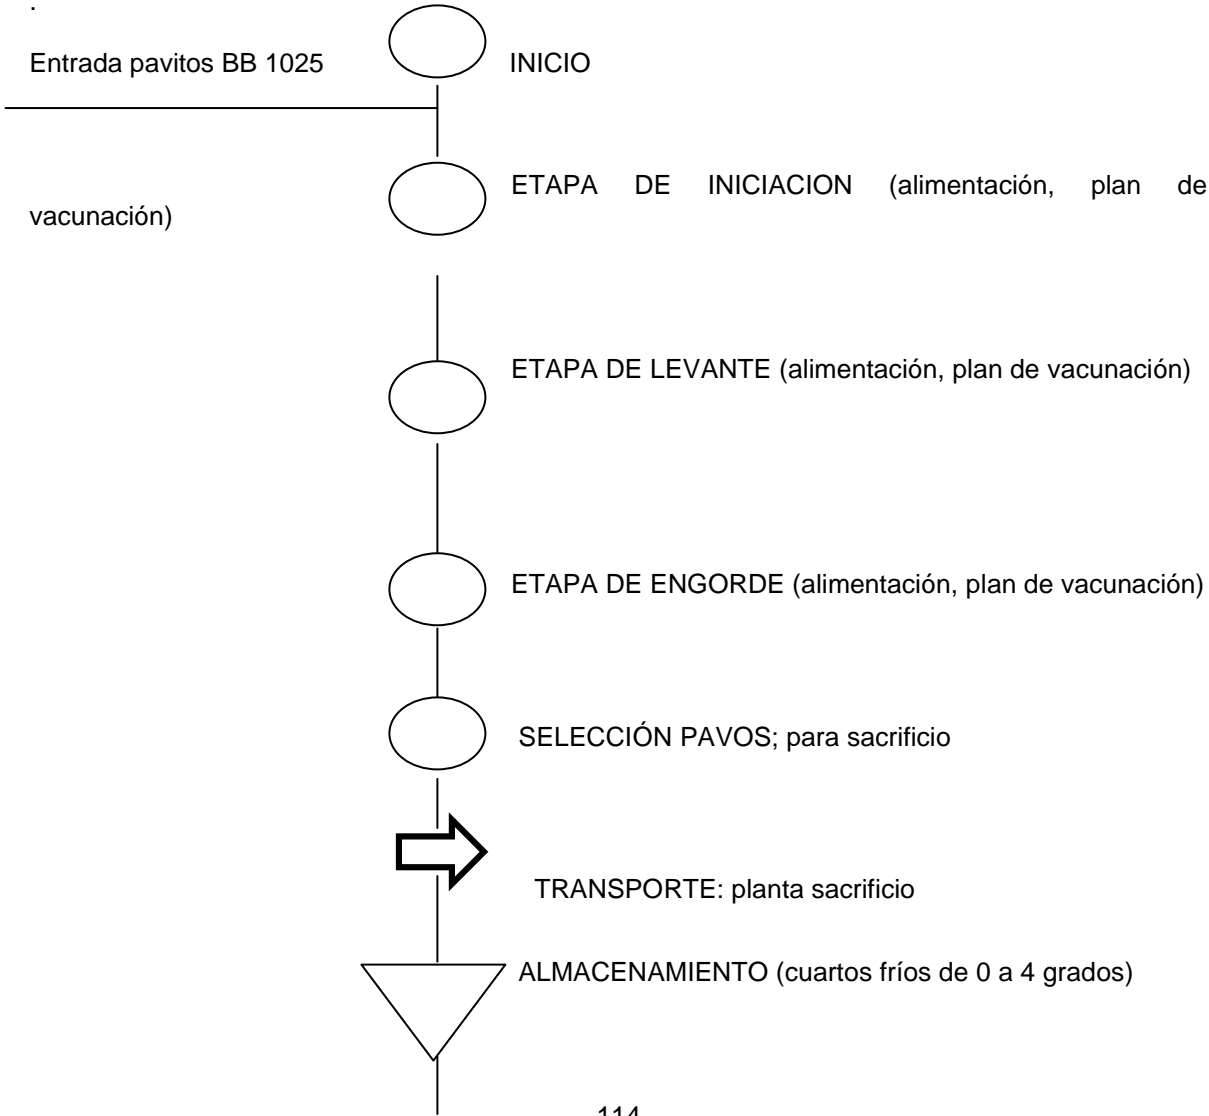 .
Entrada pavitos BB 1025 INICIO
ETAPA DE INICIACION (alimentación, plan de
vacunación)
ETAPA DE LEVANTE (alimentación, plan de vacunación)
ETAPA DE ENGORDE (alimentación, plan de vacunación)
SELECCIÓN PAVOS; para sacrificio
TRANSPORTE: planta sacrificio
ALMACENAMIENTO (cuartos fríos de 0 a 4 grados)
114